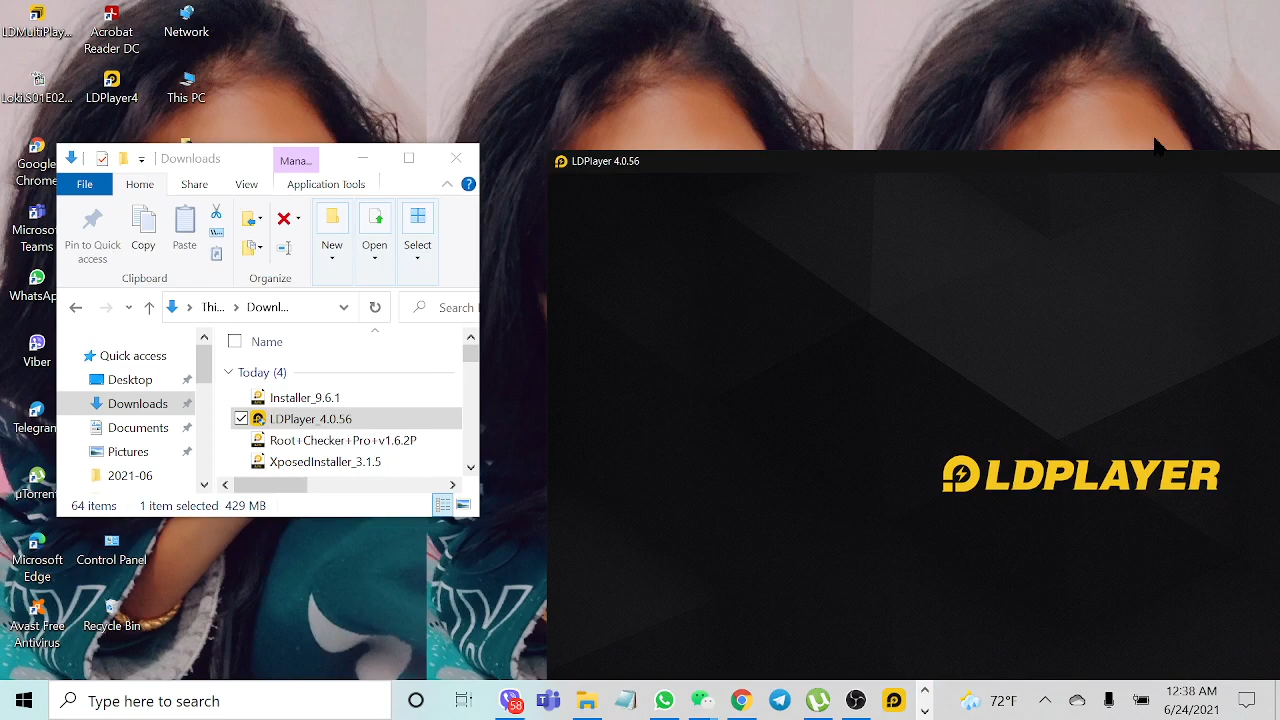 LDMultiPlay...
Acrobat
Reader DC
Network
Loki.S01E02...
LDPlayer4
This PC
Google
Chrome
Microso
Teams
WhatsAp
Viber
Telegran
µTorren
Microsoft
Edge
Control Panel
Avast Free
Antivirus
Recycle Bin
Downloads
Mana...
File
Home
Share
View
Application Tools
?
Pin to Quick
access
Copy
Paste
New
Open
Select
Clipboard
Organize
Thi...
Downl...
Search
Quick access
Desktop
Downloads
Documents
Pictures
2021-06
Name
Today (4)
Installer_9.6.1
LDPlayer_4.0.56
Root+Checker+Pro+v1.6.2P
XposedInstaller_3.1.5
64 items
1 item selected
429 MB
LDPlayer 4.0.56
LDPLAYER
Type here to search
58
72°F
12:38 AM
6/24/2021